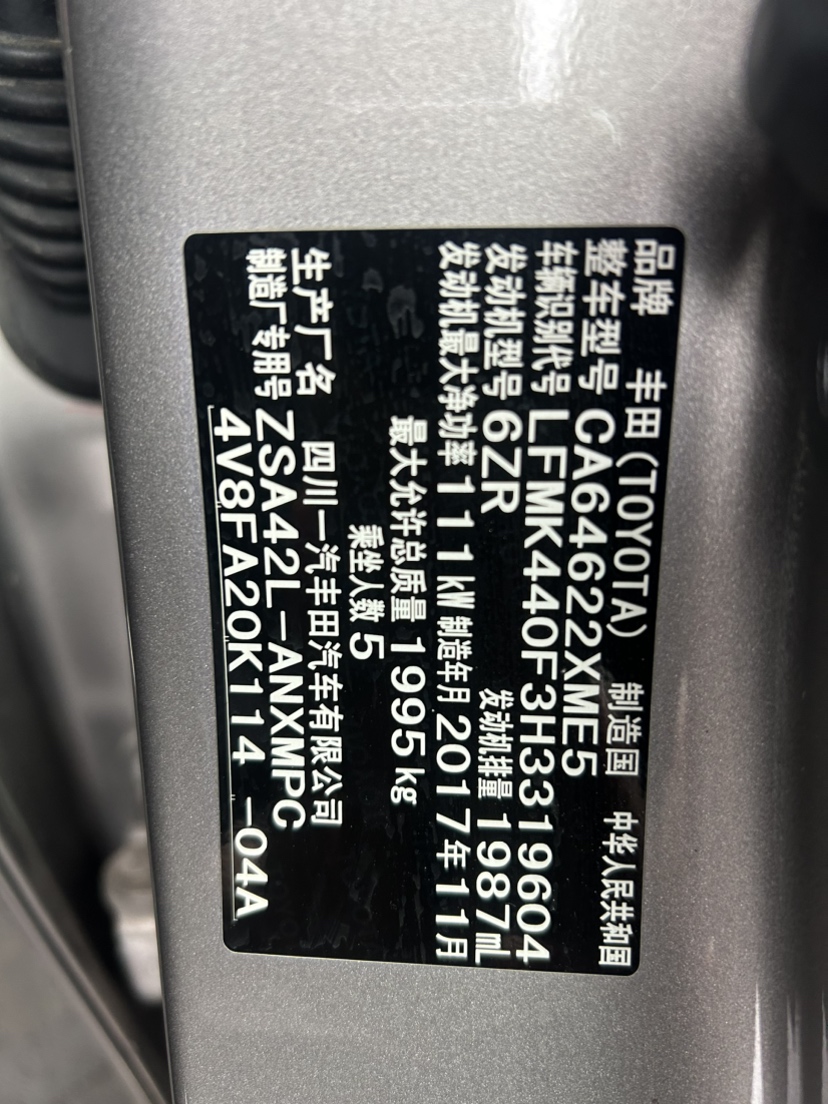 品牌 丰田(TOYOTA) 制造国 中华人民共和国
整车型号 CA64622XME5
车辆识别代号 LFMK440F3H3319604
发动机型号 6ZR 发动机排量 1987mL
发动机最大净功率 111kW 制造年月 2017年11月
最大允许总质量 1995kg
乘坐人数 5
生产厂名 四川一汽丰田汽车有限公司
制造厂专用号 ZSA42L-ANXMPC
4V8FA20K114 -04A